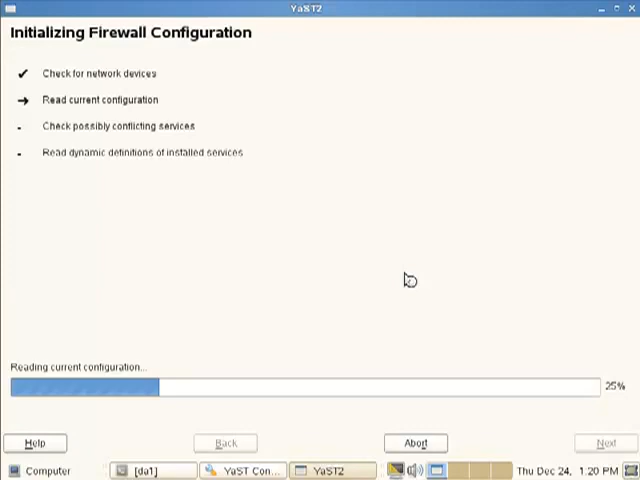 YaST2
Initializing Firewall Configuration
Check for network devices
Read current configuration
Check possibly conflicting services
Read dynamic definitions of installed services
Reading current configuration...
25%
Help
Back
Abort
Next
Computer
[da1]
YaST Con...
YaST2
Thu Dec 24, 1:20 PM